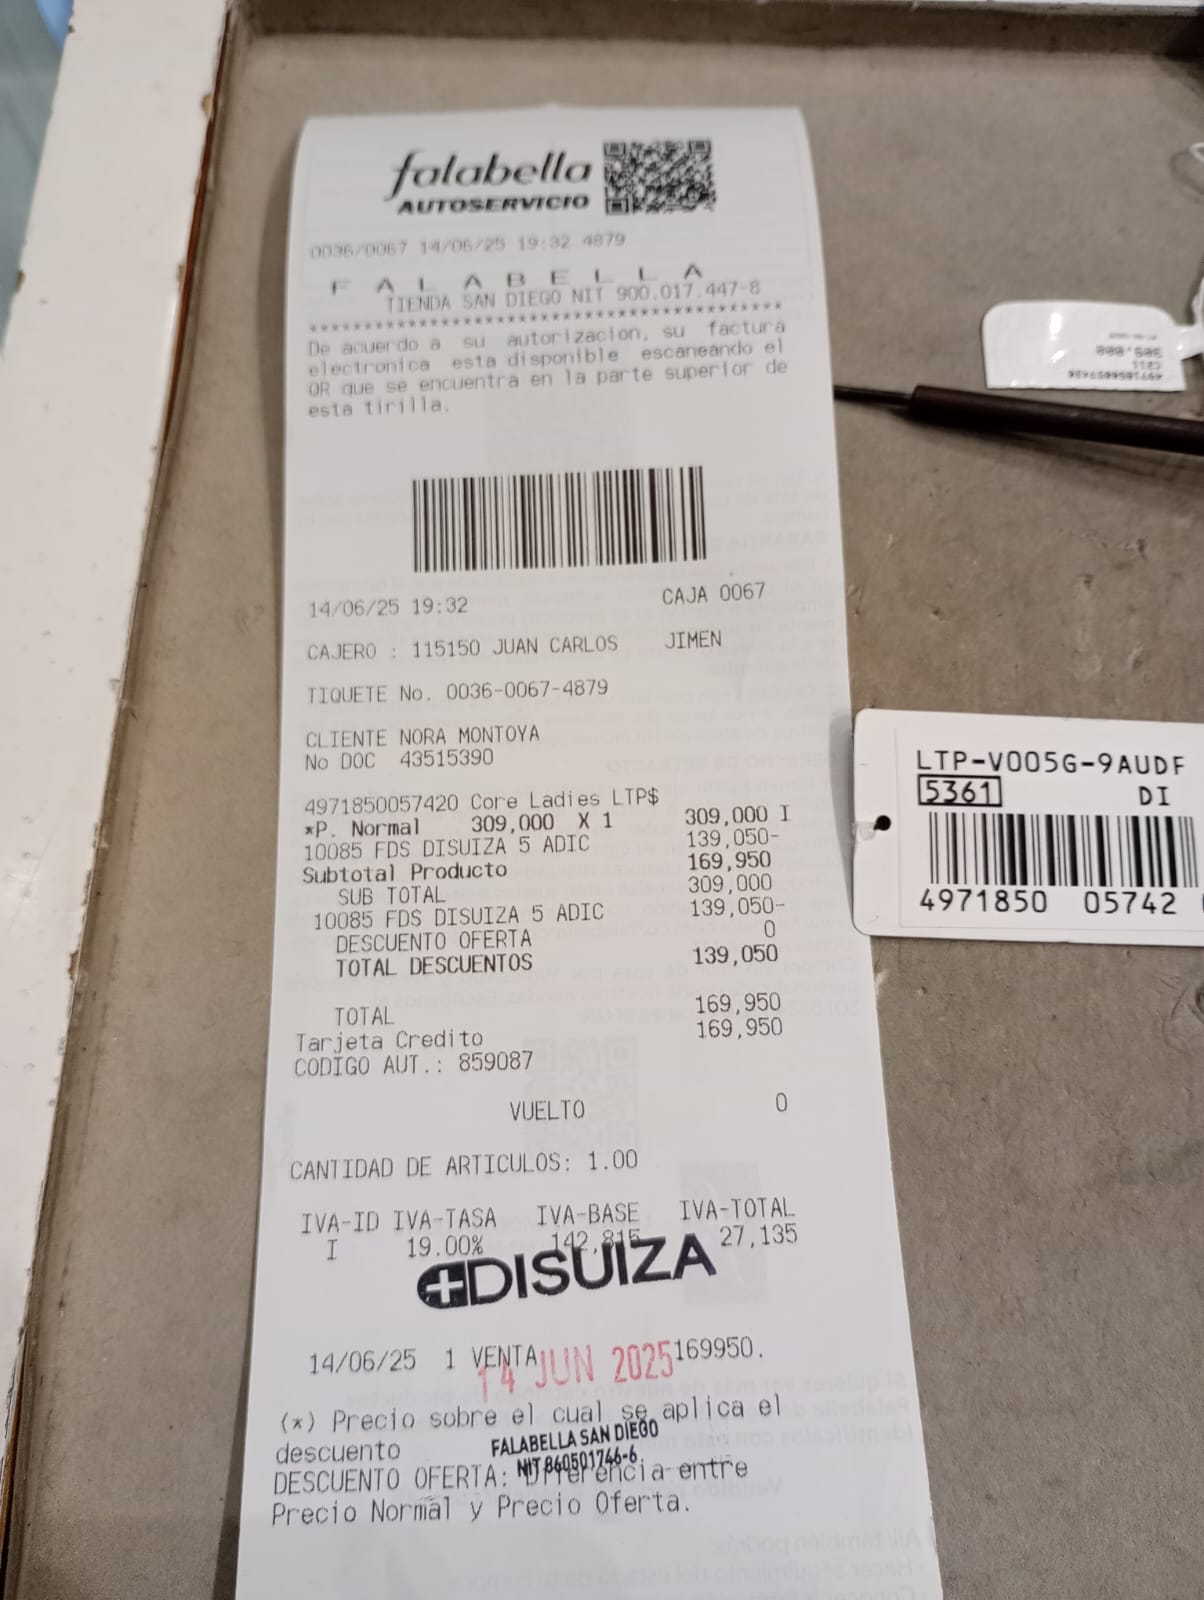 falabella
AUTOSERVICIO
0036/0067 14/06/25 19:32 4879
F A L A B E L L A
TIENDA SAN DIEGO NIT 900.017.447-8
De acuerdo a su autorizacion, su factura
electronica esta disponible escaneando el
QR que se encuentra en la parte superior de
esta tirilla.
14/06/25 19:32 CAJA 0067
CAJERO : 115150 JUAN CARLOS JIMEN
TIQUETE No. 0036-0067-4879
CLIENTE NORA MONTOYA
No DOC 43515390
4971850057420 Core Ladies LTP$
*P. Normal 309,000 X 1 309,000 I
10085 FDS DISUIZA 5 ADIC 139,050-
Subtotal Producto 169,950
SUB TOTAL 309,000
10085 FDS DISUIZA 5 ADIC 139,050-
DESCUENTO OFERTA 0
TOTAL DESCUENTOS 139,050
TOTAL 169,950
Tarjeta Credito 169,950
CODIGO AUT.: 859087
VUELTO 0
CANTIDAD DE ARTICULOS: 1.00
IVA-ID IVA-TASA IVA-BASE IVA-TOTAL
I 19.00% 142,815 27,135
DISUIZA
14/06/25 1 VENTA 169950.
14 JUN 2025
(*) Precio sobre el cual se aplica el
descuento
FALABELLA SAN DIEGO
NIT 860501746-6
DESCUENTO OFERTA: Diferencia entre
Precio Normal y Precio Oferta.
305,000
C211
LTP-V005G-9AUDF
5361 DI
4971850 05742